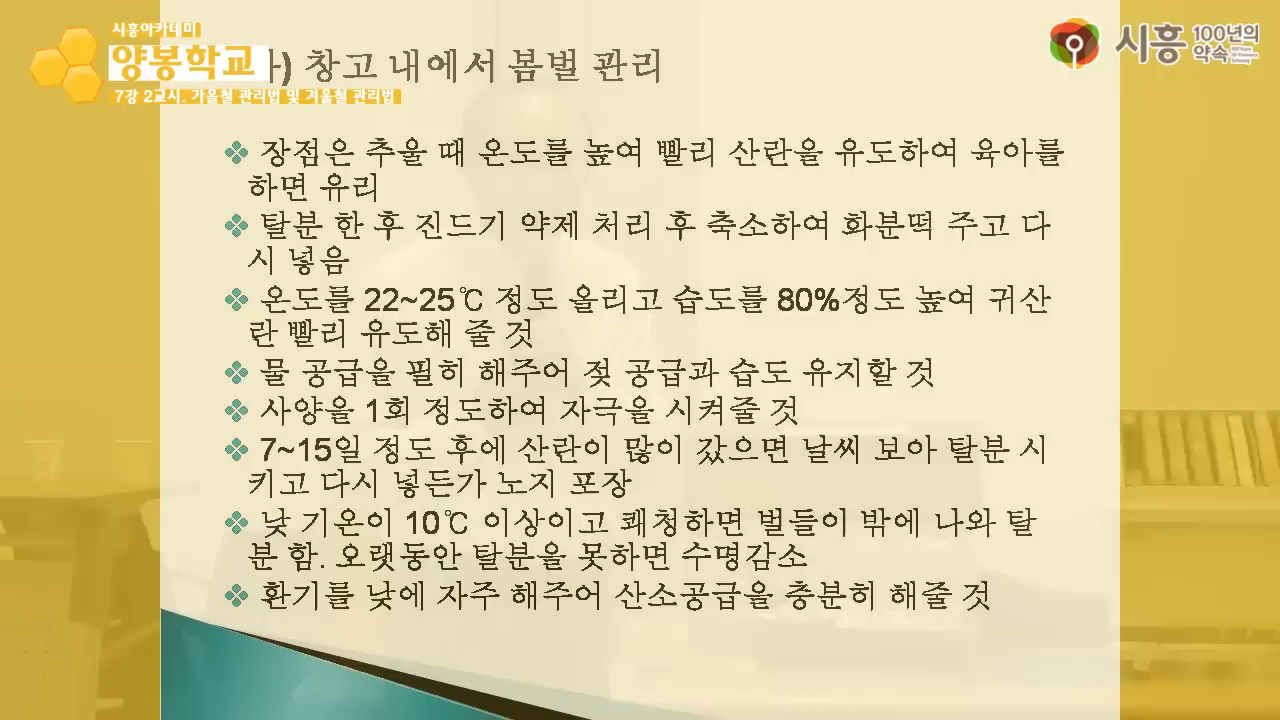 시흥아카데미
양봉학교
7강 2교시. 가을철 관리법 및 겨울철 관리법
) 창고 내에서 봄벌 관리
시흥 100년의
약속
❖ 장점은 추울 때 온도를 높여 빨리 산란을 유도하여 육아를
하면 유리
❖ 탈분 한 후 진드기 약제 처리 후 축소하여 화분떡 주고 다
시 넣음
❖ 온도를 22~25℃ 정도 올리고 습도를 80%정도 높여 귀산
란 빨리 유도해 줄 것
❖ 물 공급을 필히 해주어 젖 공급과 습도 유지할 것
❖ 사양을 1회 정도하여 자극을 시켜줄 것
❖ 7~15일 정도 후에 산란이 많이 갔으면 날씨 보아 탈분 시
키고 다시 넣든가 노지 포장
❖ 낮 기온이 10℃ 이상이고 쾌청하면 벌들이 밖에 나와 탈
분 함. 오랫동안 탈분을 못하면 수명감소
❖ 환기를 낮에 자주 해주어 산소공급을 충분히 해줄 것